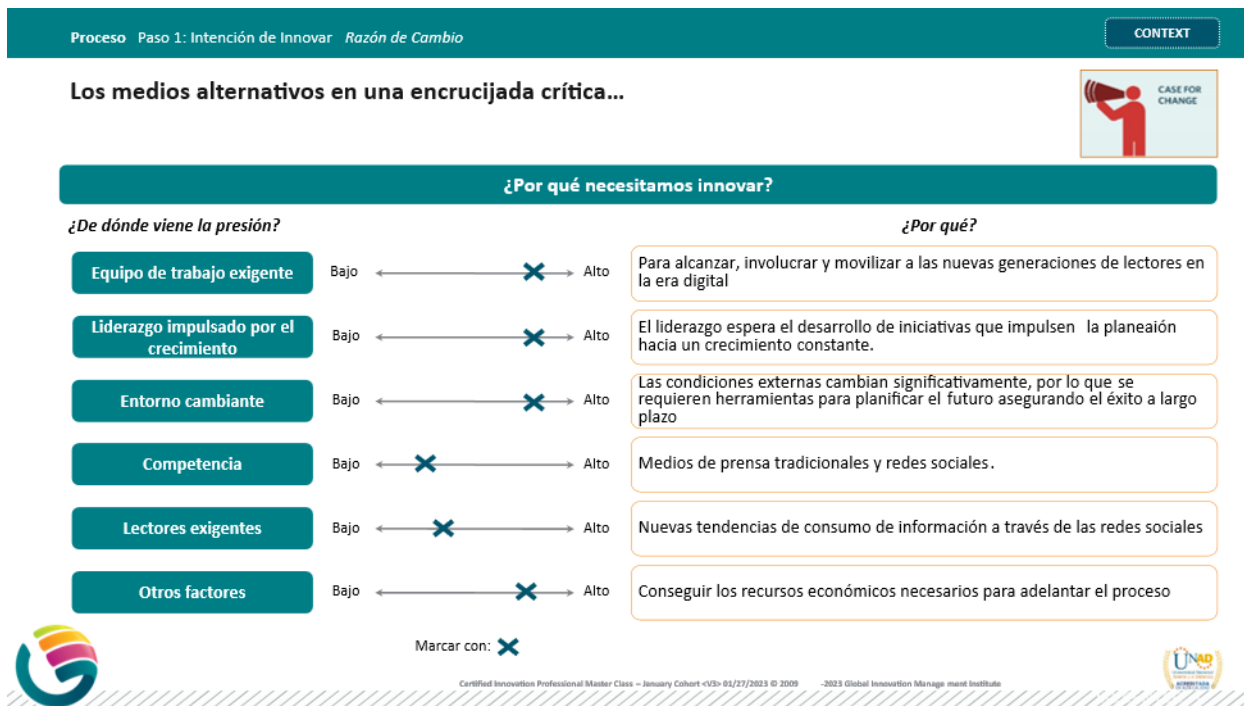 Proceso Paso 1: Intención de Innovar Razón de Cambio
CONTEXT
Los medios alternativos en una encrucijada crítica...
CASE FOR
CHANGE
¿Por qué necesitamos innovar?
¿De dónde viene la presión?
¿Por qué?
Equipo de trabajo exigente
Bajo
Alto
Para alcanzar, involucrar y movilizar a las nuevas generaciones de lectores en
la era digital
Liderazgo impulsado por el
crecimiento
Bajo
Alto
El liderazgo espera el desarrollo de iniciativas que impulsen la planeaión
hacia un crecimiento constante.
Entorno cambiante
Bajo
Alto
Las condiciones externas cambian significativamente, por lo que se
requieren herramientas para planificar el futuro asegurando el éxito a largo
plazo
Competencia
Bajo
Alto
Medios de prensa tradicionales y redes sociales.
Lectores exigentes
Bajo
Alto
Nuevas tendencias de consumo de información a través de las redes sociales
Otros factores
Bajo
Alto
Conseguir los recursos económicos necesarios para adelantar el proceso
Marcar con:
Certified Innovation Professional Master Class – January Cohort <V3> 01/27/2023 © 2009 -2023 Global Innovation Manage ment Institute
UNAD